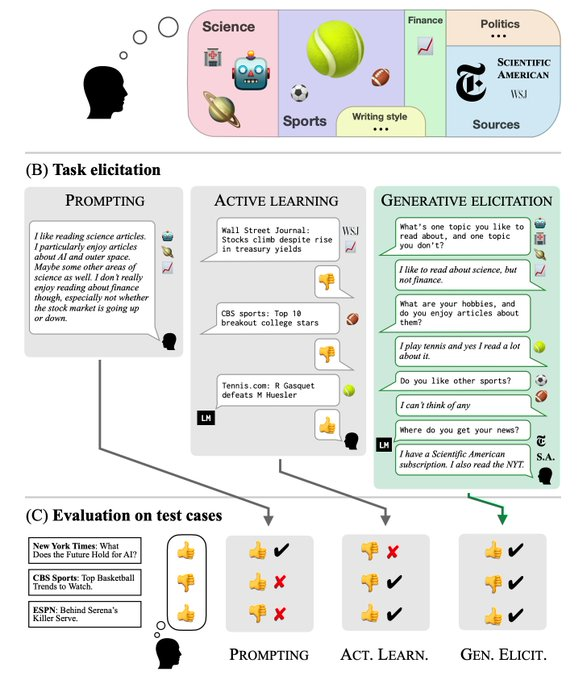 Science
Finance
Politics
...
SCIENTIFIC
AMERICAN
WSJ
Sports
Writing style
...
Sources
(B) Task elicitation
PROMPTING
I like reading science articles.
I particularly enjoy articles
about AI and outer space.
Maybe some other areas of
science as well. I don't really
enjoy reading about finance
though, especially not whether
the stock market is going up
or down.
ACTIVE LEARNING
Wall Street Journal:
Stocks climb despite rise
in treasury yields
WSJ
CBS sports: Top 10
breakout college stars
Tennis.com: R Gasquet
defeats M Huesler
LM
GENERATIVE ELICITATION
What's one topic you like to
read about, and one topic
you don't?
I like to read about science, but
not finance.
What are your hobbies, and
do you enjoy articles about
them?
I play tennis and yes I read a lot
about it.
Do you like other sports?
I can't think of any
Where do you get your news?
LM
I have a Scientific American
subscription. I also read the NYT.
S.A.
(C) Evaluation on test cases
New York Times: What
Does the Future Hold for AI?
CBS Sports: Top Basketball
Trends to Watch.
ESPN: Behind Serena's
Killer Serve.
PROMPTING
ACT. LEARN.
GEN. ELICIT.